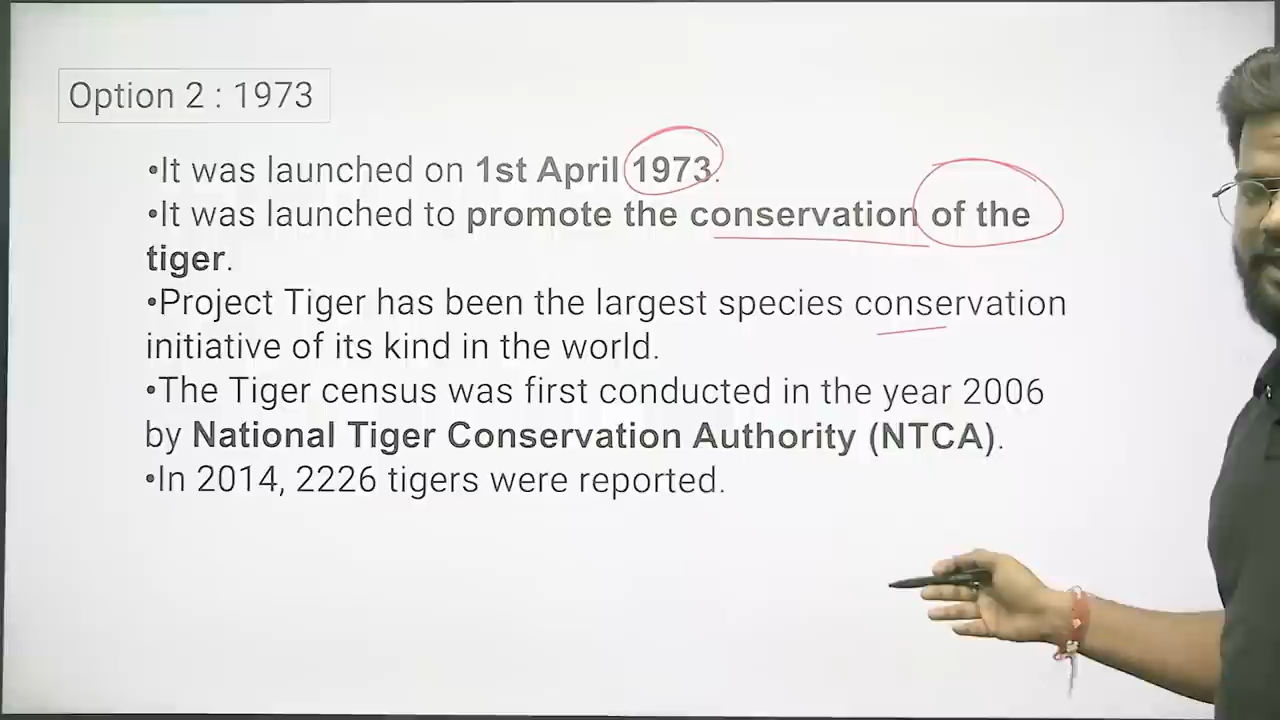 Option 2 : 1973
•It was launched on 1st April 1973.
•It was launched to promote the conservation of the
tiger.
•Project Tiger has been the largest species conservation
initiative of its kind in the world.
•The Tiger census was first conducted in the year 2006
by National Tiger Conservation Authority (NTCA).
•In 2014, 2226 tigers were reported.